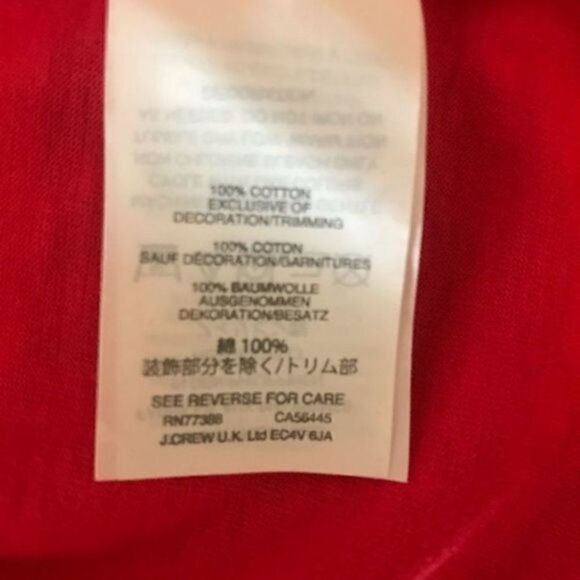 100% COTTON
EXCLUSIVE OF
DECORATION/TRIMMING
100% COTON
SAUF DÉCORATION/GARNITURES
100% BAUMWOLLE
AUSGENOMMEN
DEKORATION/BESATZ
綿 100%
装飾部分を除く/トリム部
SEE REVERSE FOR CARE
RN77388 CA56445
J.CREW U.K. Ltd EC4V 6JA